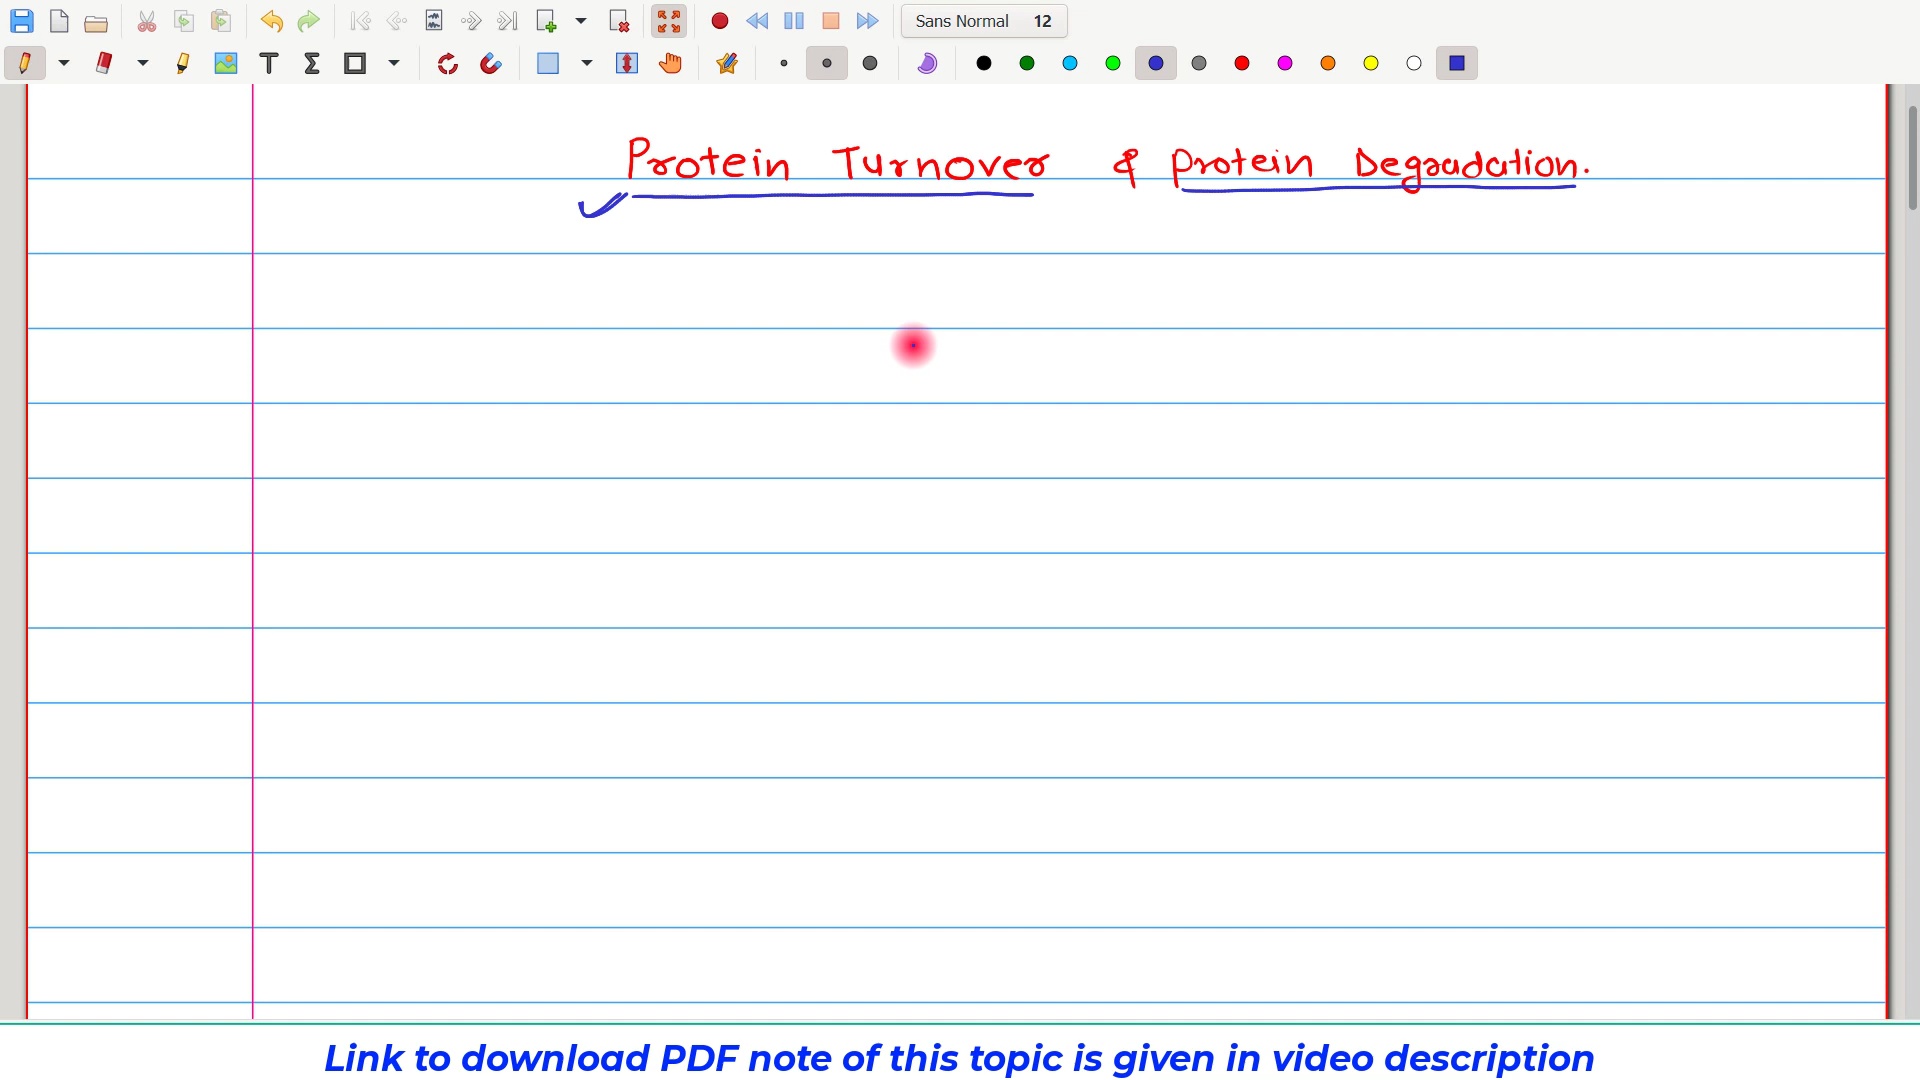 Sans Normal 12
Protein Turnover & Protein Degradation.
Link to download PDF note of this topic is given in video description